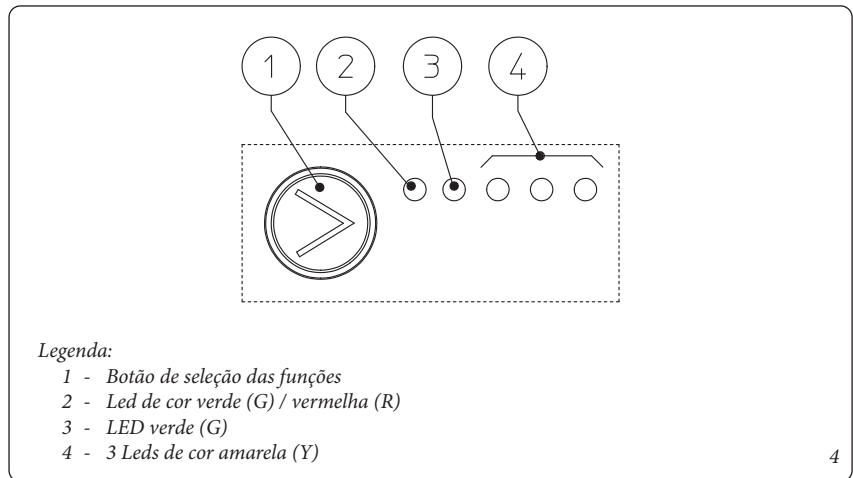 1 2 3 4
Legenda:
1 - Botão de seleção das funções
2 - Led de cor verde (G) / vermelha (R)
3 - LED verde (G)
4 - 3 Leds de cor amarela (Y)
4